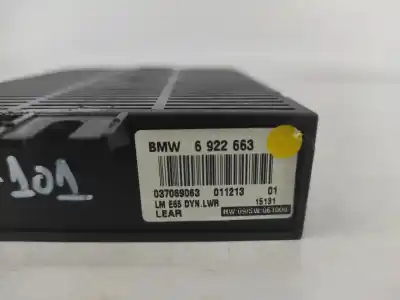 BMW 6 922 663
037069063 011213 01
LM E65 DYN.LWR 15131
LEAR
-101